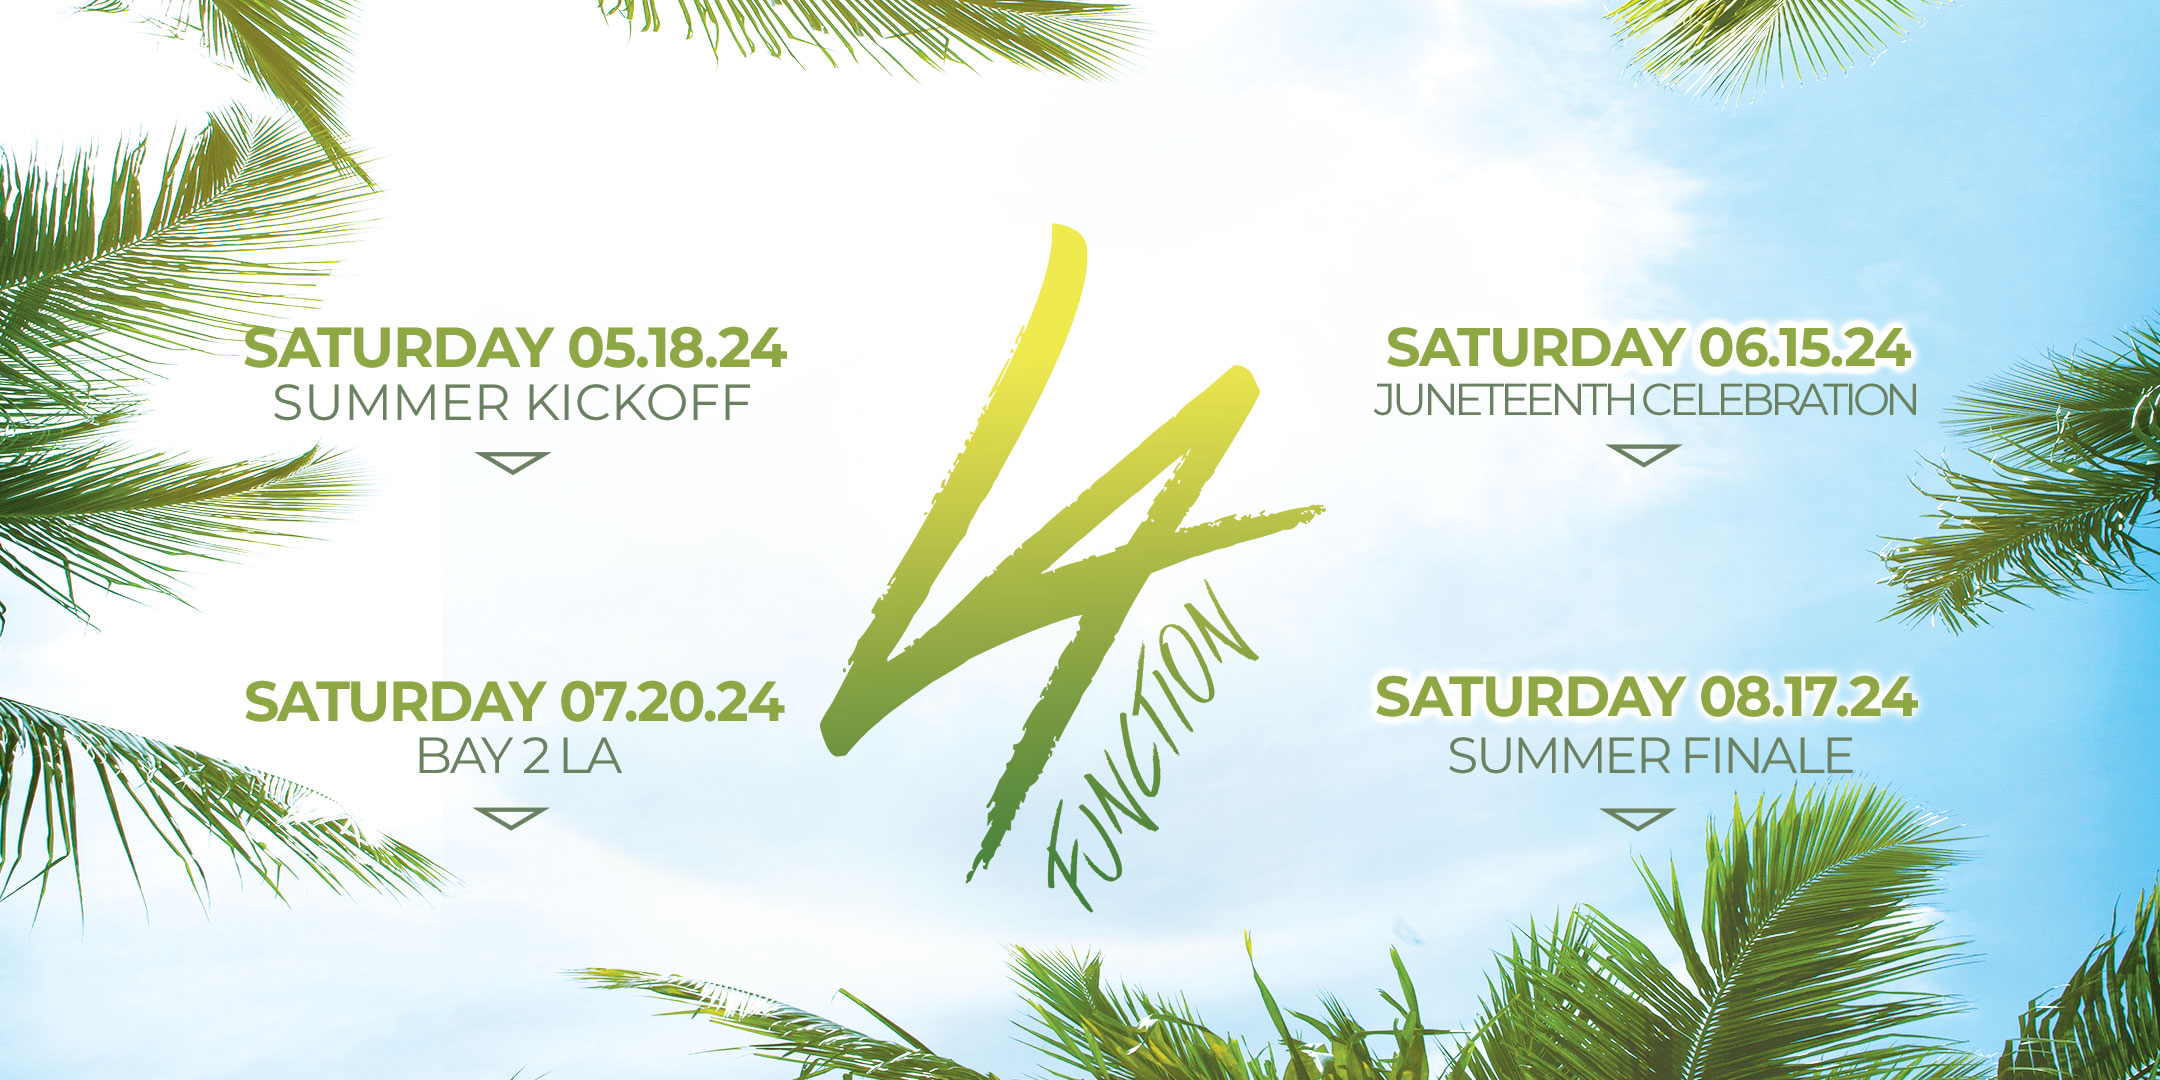 SATURDAY 05.18.24
SUMMER KICKOFF
SATURDAY 06.15.24
JUNETEENTH CELEBRATION
LA
FUNCTION
SATURDAY 07.20.24
BAY 2 LA
SATURDAY 08.17.24
SUMMER FINALE